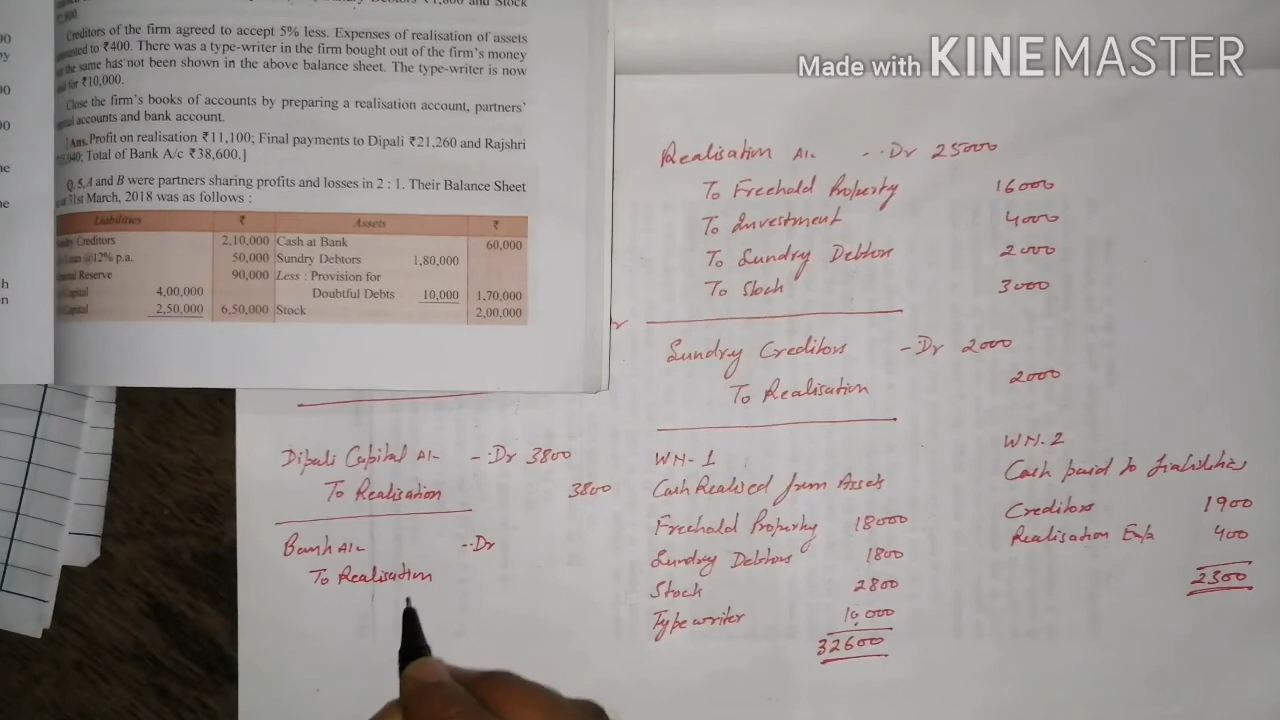 Made with KINEMASTER
Creditors of the firm agreed to accept 5% less. Expenses of realisation of assets
to ₹400. There was a type-writer in the firm bought out of the firm's money
the same has not been shown in the above balance sheet. The type-writer is now
for ₹10,000.
Close the firm's books of accounts by preparing a realisation account, partners'
accounts and bank account.
[Ans. Profit on realisation ₹11,100; Final payments to Dipali ₹21,260 and Rajshri
Total of Bank A/c ₹38,600.]
Q. 5. A and B were partners sharing profits and losses in 2 : 1. Their Balance Sheet
31st March, 2018 was as follows :
Liabilities ₹ Assets ₹
Creditors 2,10,000 Cash at Bank 60,000
@12% p.a. 50,000 Sundry Debtors 1,80,000
Reserve 90,000 Less : Provision for
Capital 4,00,000 Doubtful Debts 10,000 1,70,000
Capital 2,50,000 6,50,000 Stock 2,00,000
Realisation A/c - - Dr 25000
To Freehold Property 16000
To Investment 4000
To Sundry Debtors 2000
To Stock 3000
Sundry Creditors - Dr 2000
To Realisation 2000
Dipali Capital A/c - Dr 3800
To Realisation 3800
Bank A/c - Dr
To Realisation
WN-1
Cash Realised from Assets
Freehold Property 18000
Sundry Debtors 1800
Stock 2800
Type writer 10,000
32600
WN.2
Cash paid to Liabilities
Creditors 1900
Realisation Exp 400
2300